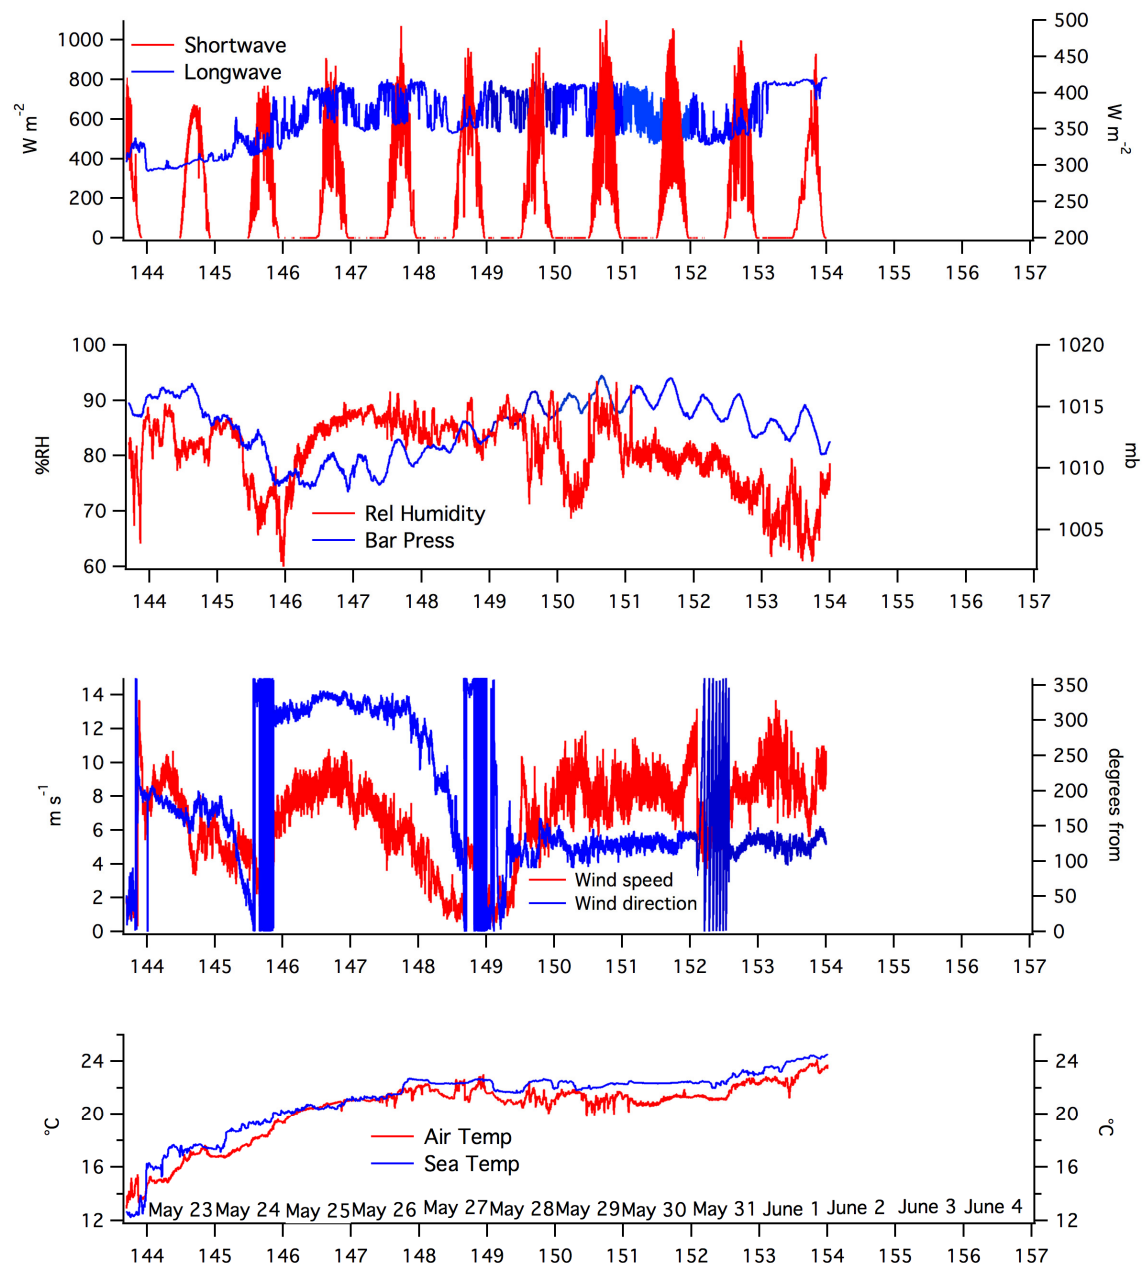 1000
800
600
400
200
0
W m-2
Shortwave
Longwave
500
450
400
350
300
250
200
W m-2
144 145 146 147 148 149 150 151 152 153 154 155 156 157
100
90
80
70
60
%RH
Rel Humidity
Bar Press
1020
1015
1010
1005
mb
144 145 146 147 148 149 150 151 152 153 154 155 156 157
14
12
10
8
6
4
2
0
m s-1
Wind speed
Wind direction
350
300
250
200
150
100
50
0
degrees from
144 145 146 147 148 149 150 151 152 153 154 155 156 157
24
20
16
12
°C
Air Temp
Sea Temp
24
20
16
12
°C
May 23 May 24 May 25 May 26 May 27 May 28 May 29 May 30 May 31 June 1 June 2 June 3 June 4
144 145 146 147 148 149 150 151 152 153 154 155 156 157